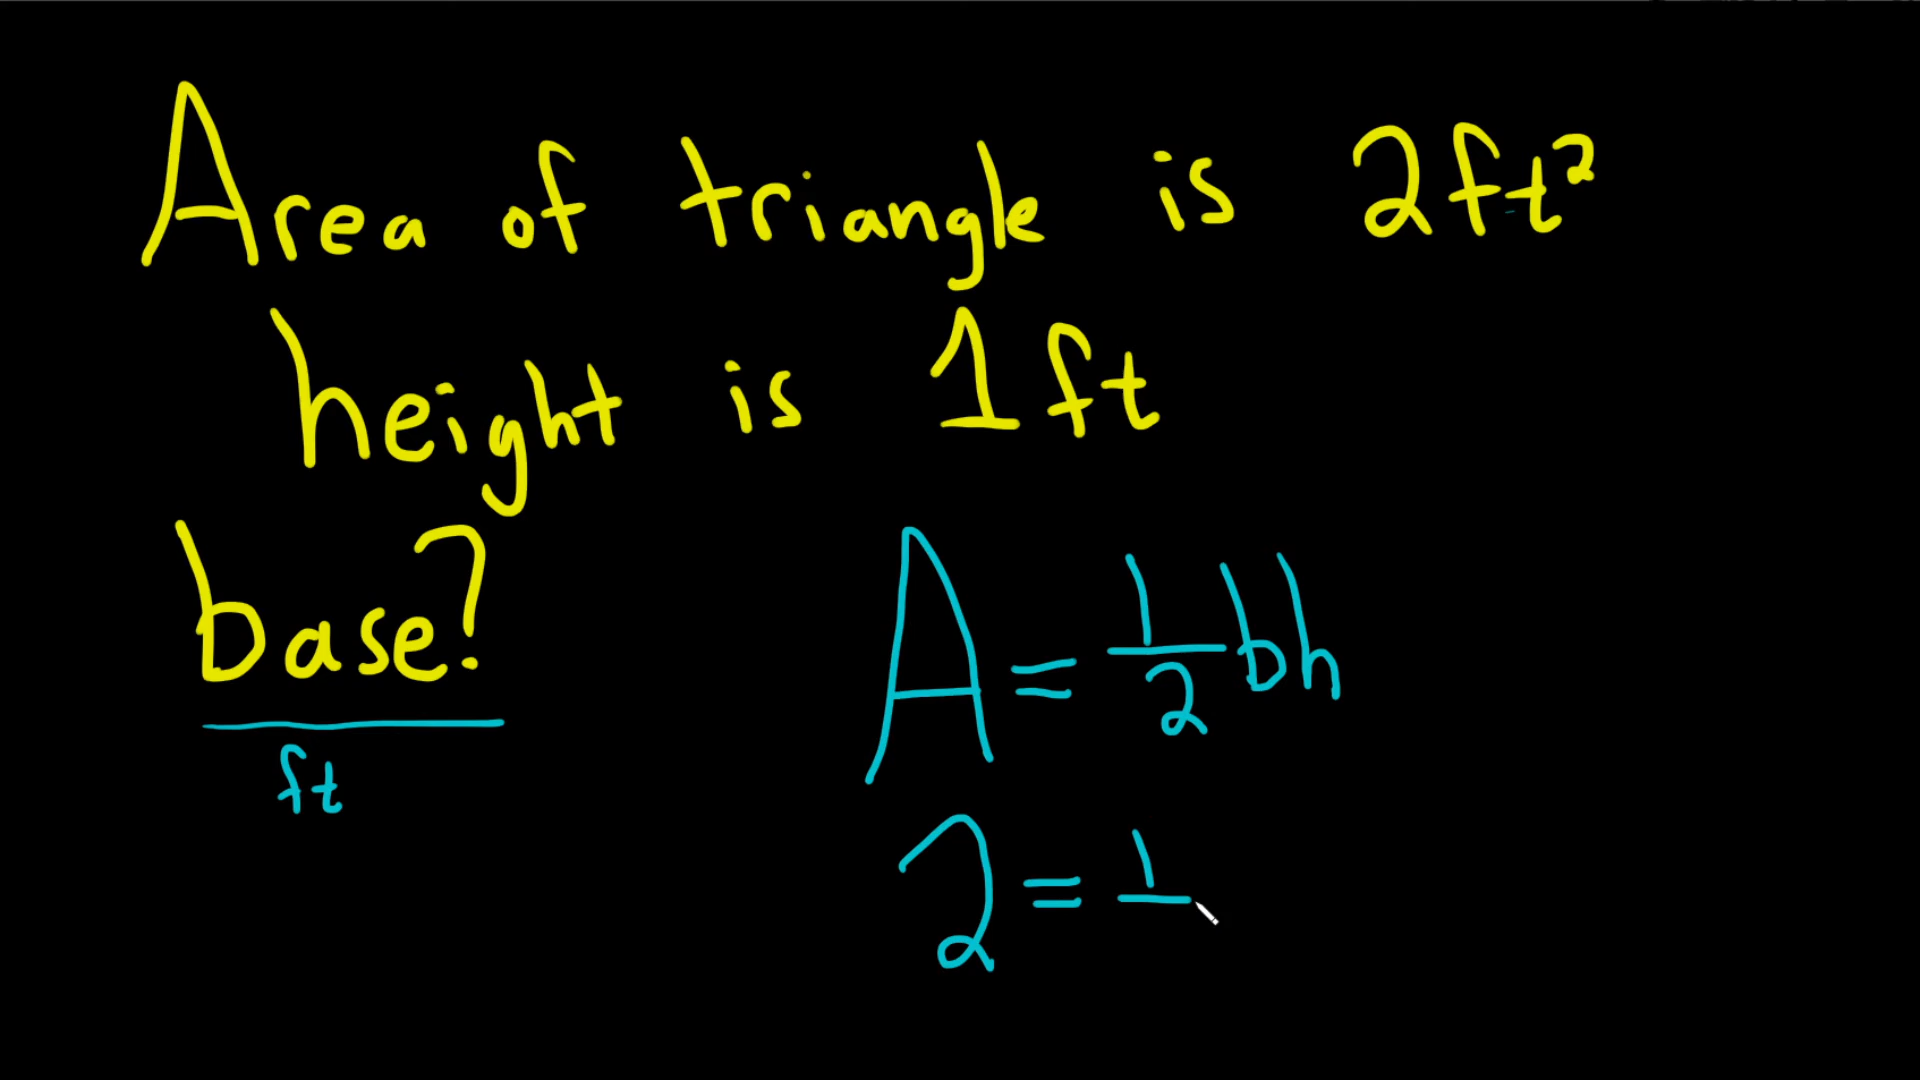 Area of triangle is 2ft²
height is 1ft
base?
ft
A = 1/2 bh
2 = 1